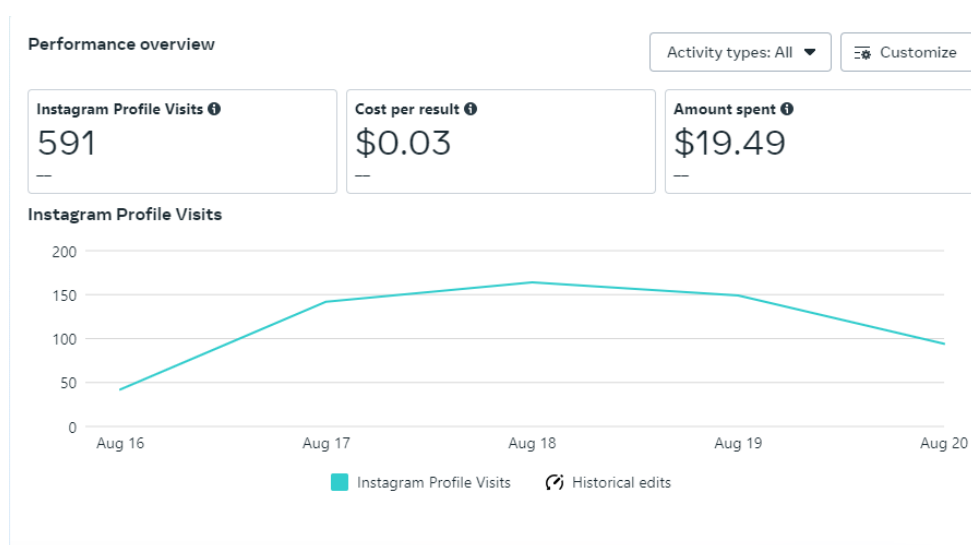 Performance overview
Activity types: All
Customize
Instagram Profile Visits
591
—
Cost per result
$0.03
—
Amount spent
$19.49
—
Instagram Profile Visits
200
150
100
50
0
Aug 16
Aug 17
Aug 18
Aug 19
Aug 20
Instagram Profile Visits
Historical edits